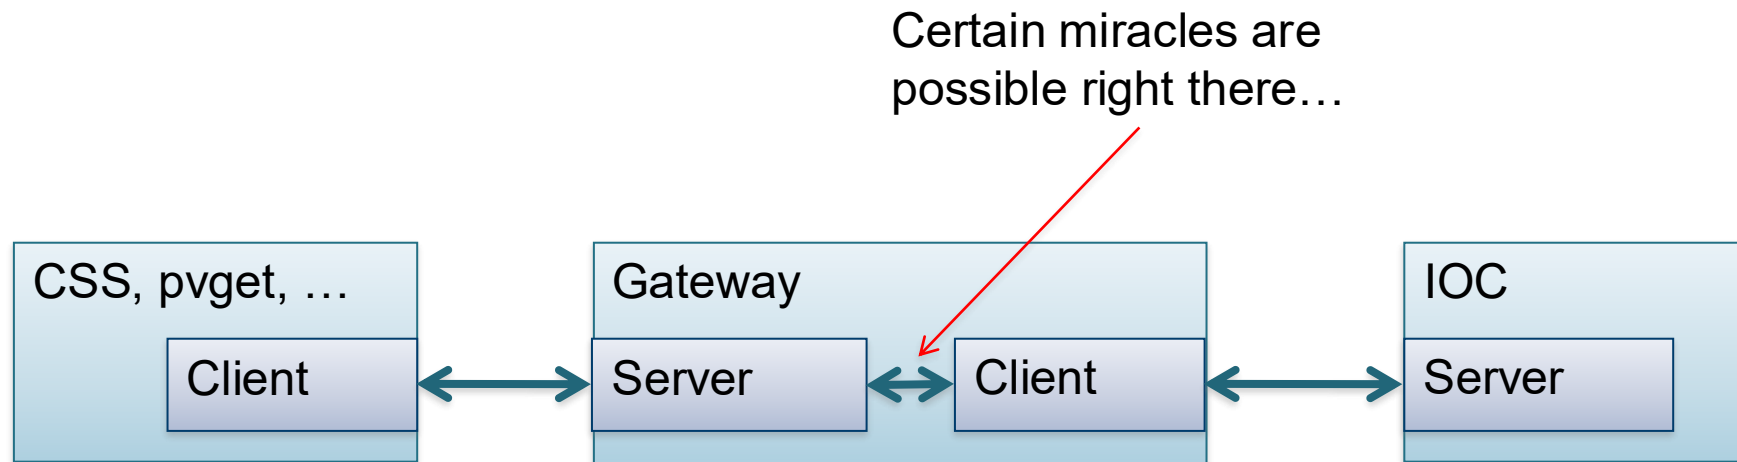 Certain miracles are
possible right there…
CSS, pvget, …
Gateway
IOC
Client
Server
Client
Server